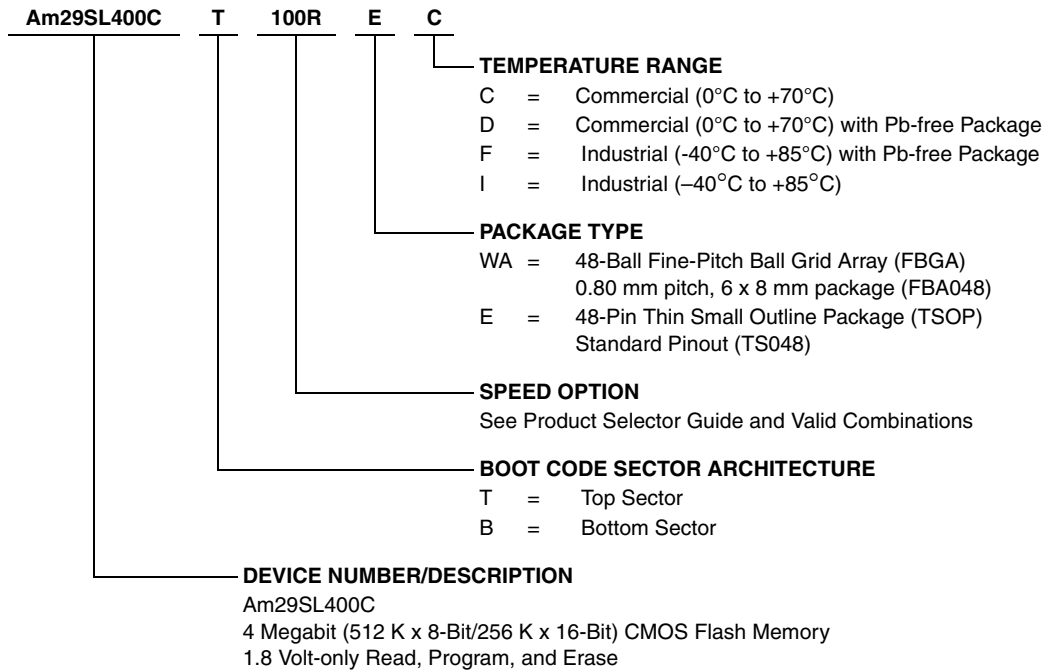 Am29SL400C T 100R E C
TEMPERATURE RANGE
C = Commercial (0°C to +70°C)
D = Commercial (0°C to +70°C) with Pb-free Package
F = Industrial (-40°C to +85°C) with Pb-free Package
I = Industrial (–40°C to +85°C)
PACKAGE TYPE
WA = 48-Ball Fine-Pitch Ball Grid Array (FBGA)
0.80 mm pitch, 6 x 8 mm package (FBA048)
E = 48-Pin Thin Small Outline Package (TSOP)
Standard Pinout (TS048)
SPEED OPTION
See Product Selector Guide and Valid Combinations
BOOT CODE SECTOR ARCHITECTURE
T = Top Sector
B = Bottom Sector
DEVICE NUMBER/DESCRIPTION
Am29SL400C
4 Megabit (512 K x 8-Bit/256 K x 16-Bit) CMOS Flash Memory
1.8 Volt-only Read, Program, and Erase